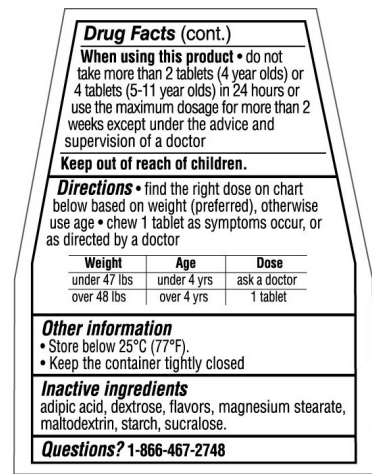 Drug Facts (cont.)
When using this product • do not
take more than 2 tablets (4 year olds) or
4 tablets (5-11 year olds) in 24 hours or
use the maximum dosage for more than 2
weeks except under the advice and
supervision of a doctor
Keep out of reach of children.
Directions • find the right dose on chart
below based on weight (preferred), otherwise
use age • chew 1 tablet as symptoms occur, or
as directed by a doctor
Weight Age Dose
under 47 lbs under 4 yrs ask a doctor
over 48 lbs over 4 yrs 1 tablet
Other information
• Store below 25°C (77°F).
• Keep the container tightly closed
Inactive ingredients
adipic acid, dextrose, flavors, magnesium stearate,
maltodextrin, starch, sucralose.
Questions? 1-866-467-2748